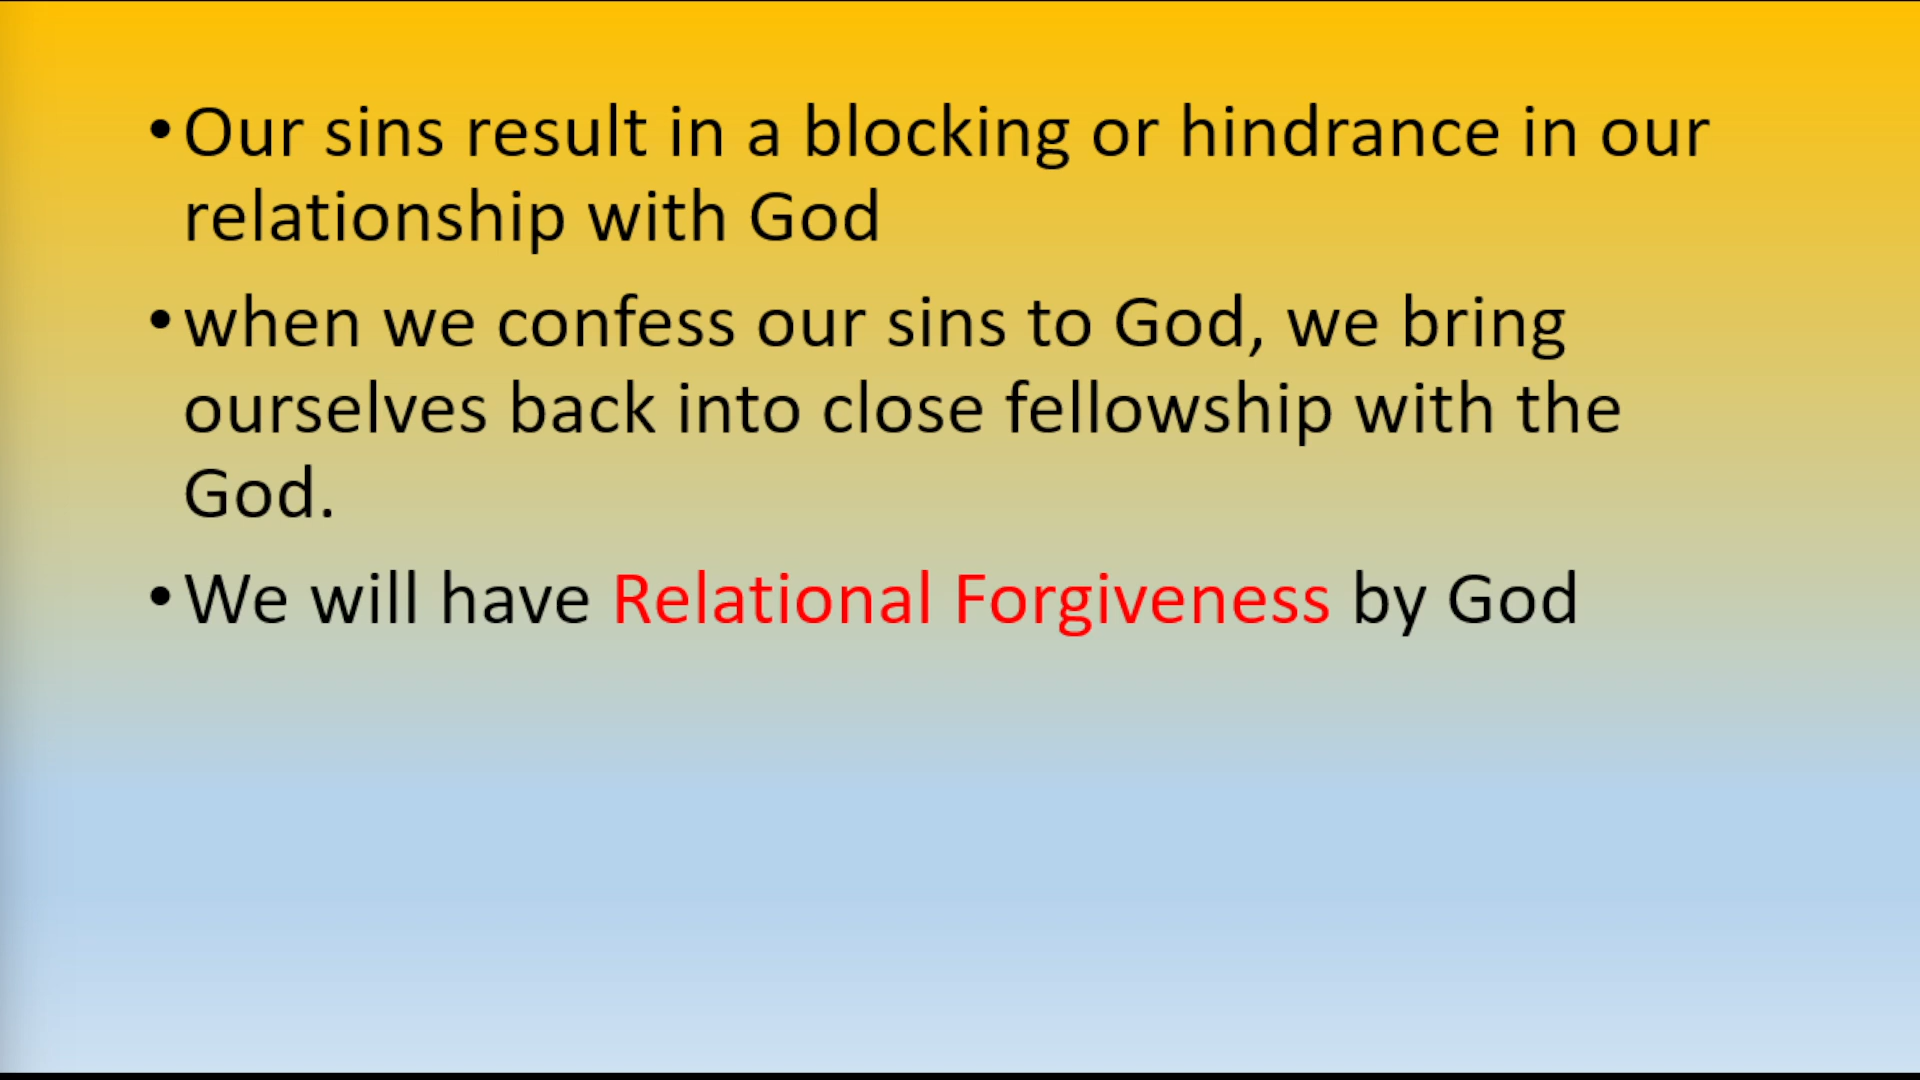 •Our sins result in a blocking or hindrance in our
relationship with God
•when we confess our sins to God, we bring
ourselves back into close fellowship with the
God.
•We will have Relational Forgiveness by God